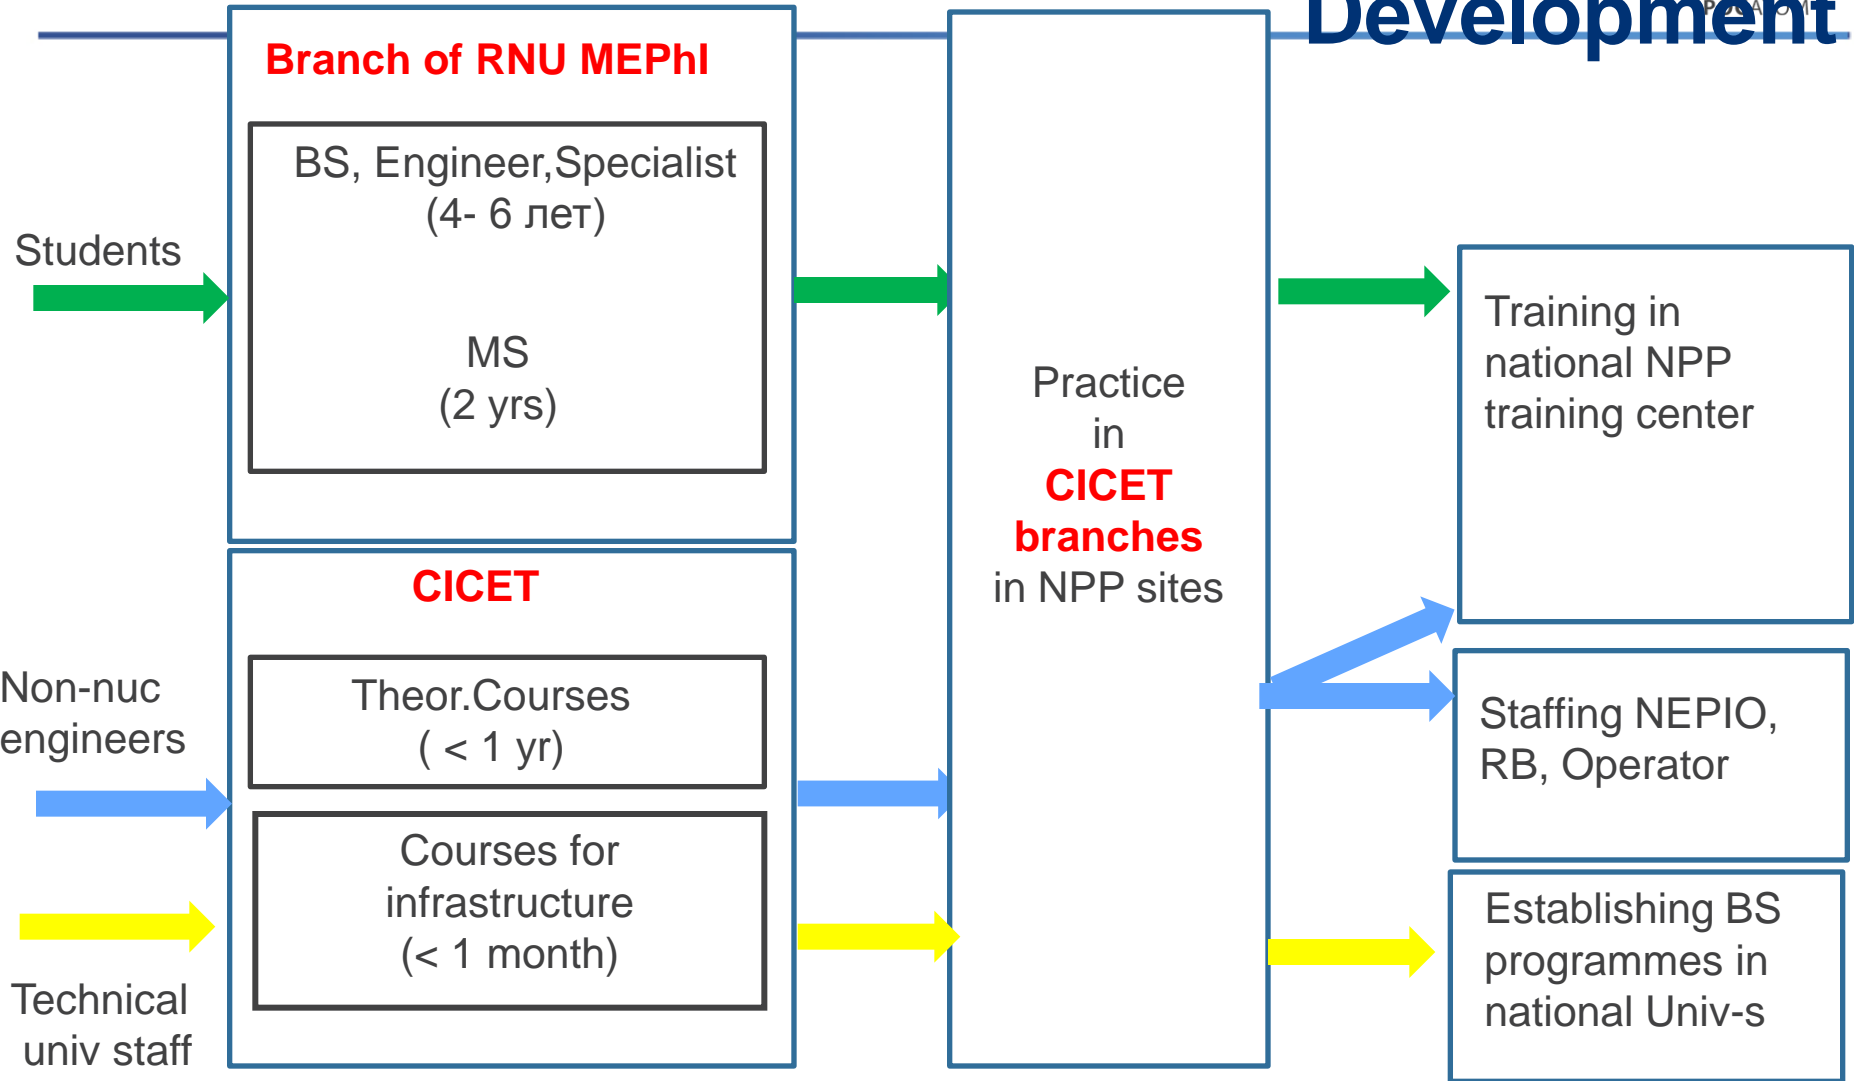 Development
Branch of RNU MEPhI
BS, Engineer,Specialist
(4- 6 лет)
MS
(2 yrs)
Students
CICET
Theor.Courses
( < 1 yr)
Courses for
infrastructure
(< 1 month)
Non-nuc
engineers
Technical
univ staff
Practice
in
CICET
branches
in NPP sites
Training in
national NPP
training center
Staffing NEPIO,
RB, Operator
Establishing BS
programmes in
national Univ-s